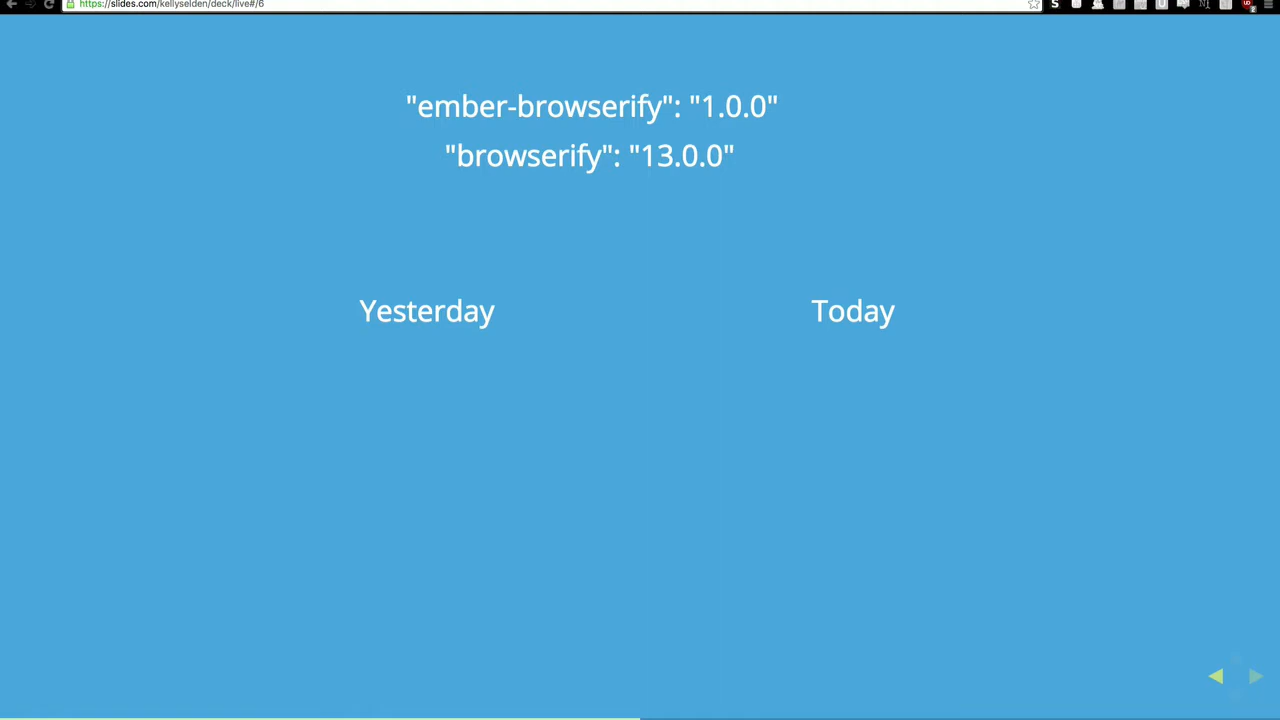 https://slides.com/kellyselden/deck/live#/6
"ember-browserify": "1.0.0"
"browserify": "13.0.0"
Yesterday
Today